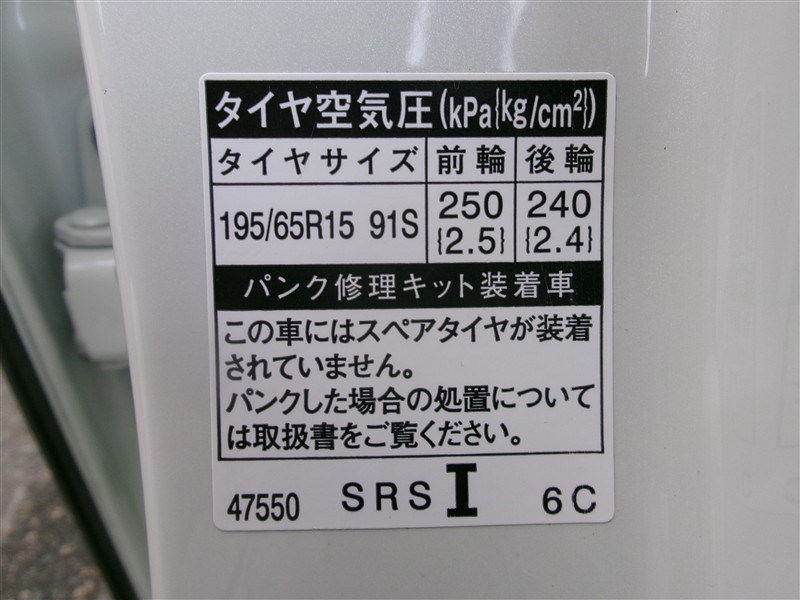 タイヤ空気圧(kPa{kg/cm²})
タイヤサイズ 前輪 後輪
195/65R15 91S 250 240
{2.5} {2.4}
パンク修理キット装着車
この車にはスペアタイヤが装着
されていません。
パンクした場合の処置について
は取扱書をご覧ください。
47550 SRS I 6C